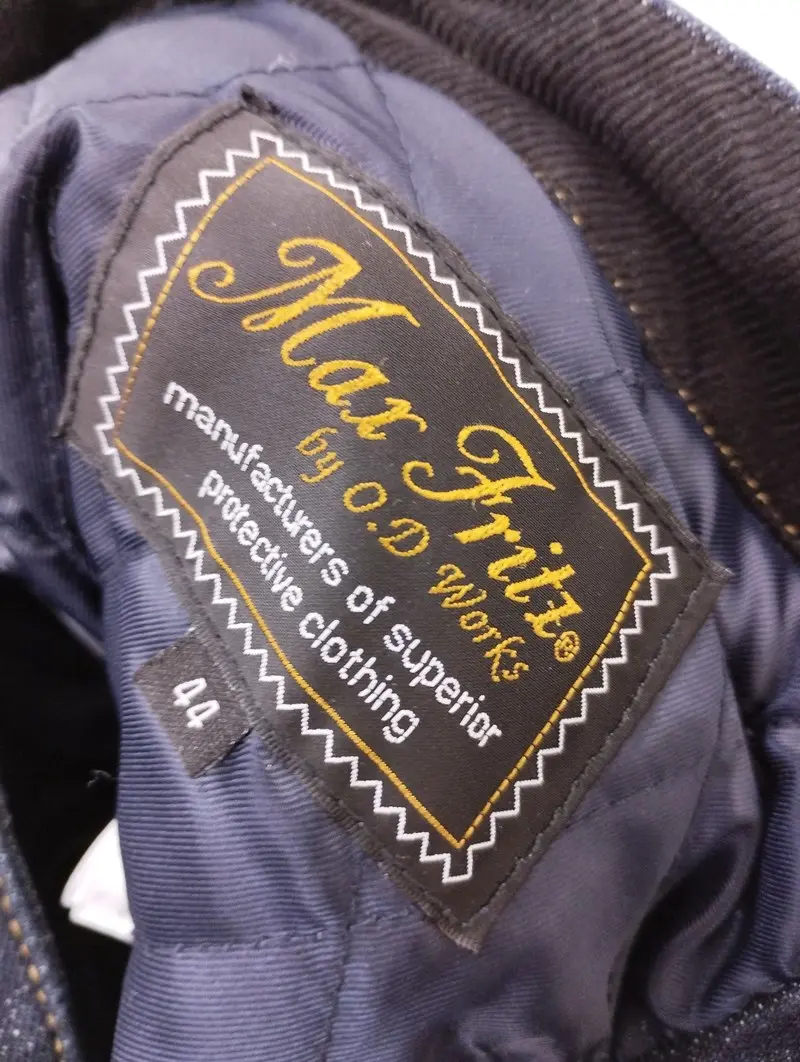 Max Fritz®
by O.D Works
manufacturers of superior
protective clothing
44